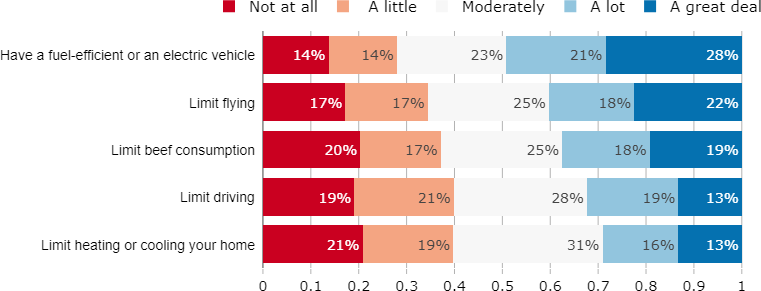 Not at all A little Moderately A lot A great deal
Have a fuel-efficient or an electric vehicle 14% 14% 23% 21% 28%
Limit flying 17% 17% 25% 18% 22%
Limit beef consumption 20% 17% 25% 18% 19%
Limit driving 19% 21% 28% 19% 13%
Limit heating or cooling your home 21% 19% 31% 16% 13%
0 0.1 0.2 0.3 0.4 0.5 0.6 0.7 0.8 0.9 1